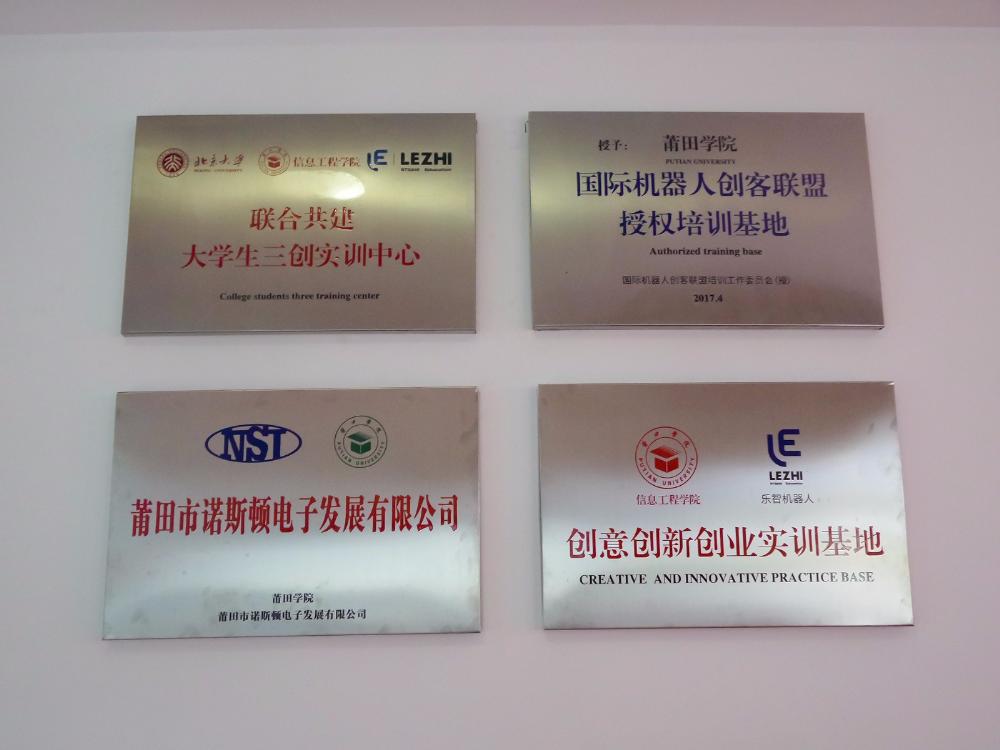 北京大学 信息工程学院 LE LEZHI
PEKING UNIVERSITY
联合共建
大学生三创实训中心
College students three training center
授予: 莆田学院
PUTIAN UNIVERSITY
国际机器人创客联盟
授权培训基地
Authorized training base
国际机器人创客联盟培训工作委员会(授)
2017.4
NST
PUTIAN UNIVERSITY
莆田市诺斯顿电子发展有限公司
莆田学院
莆田市诺斯顿电子发展有限公司
PUTIAN UNIVERSITY
LE
LEZHI
信息工程学院 乐智机器人
创意创新创业实训基地
CREATIVE AND INNOVATIVE PRACTICE BASE